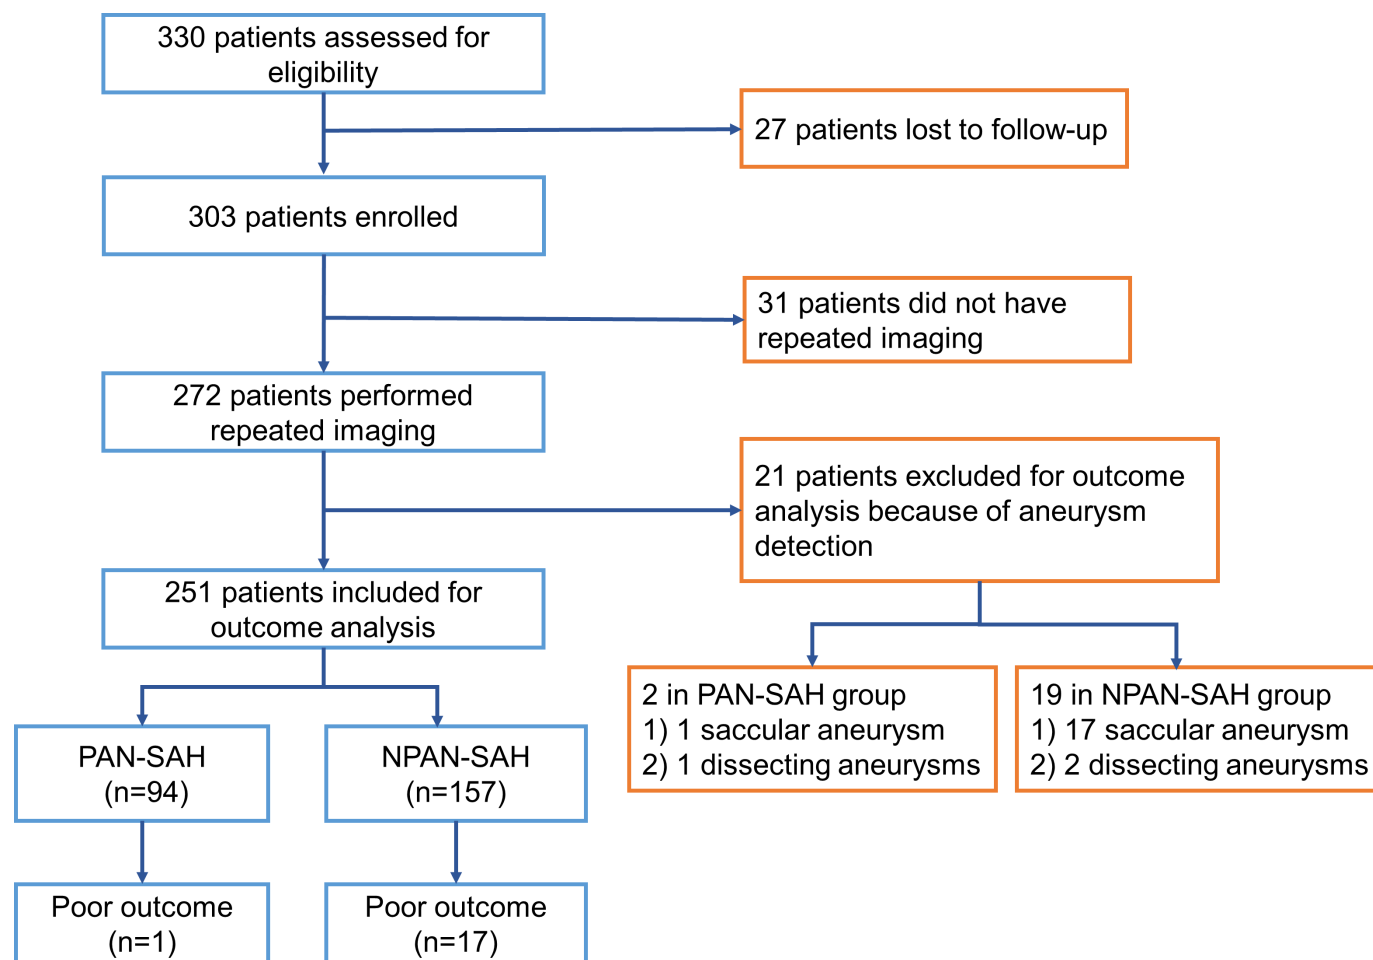 330 patients assessed for
eligibility
27 patients lost to follow-up
303 patients enrolled
31 patients did not have
repeated imaging
272 patients performed
repeated imaging
21 patients excluded for outcome
analysis because of aneurysm
detection
251 patients included for
outcome analysis
2 in PAN-SAH group
1) 1 saccular aneurysm
2) 1 dissecting aneurysms
19 in NPAN-SAH group
1) 17 saccular aneurysm
2) 2 dissecting aneurysms
PAN-SAH
(n=94)
NPAN-SAH
(n=157)
Poor outcome
(n=1)
Poor outcome
(n=17)